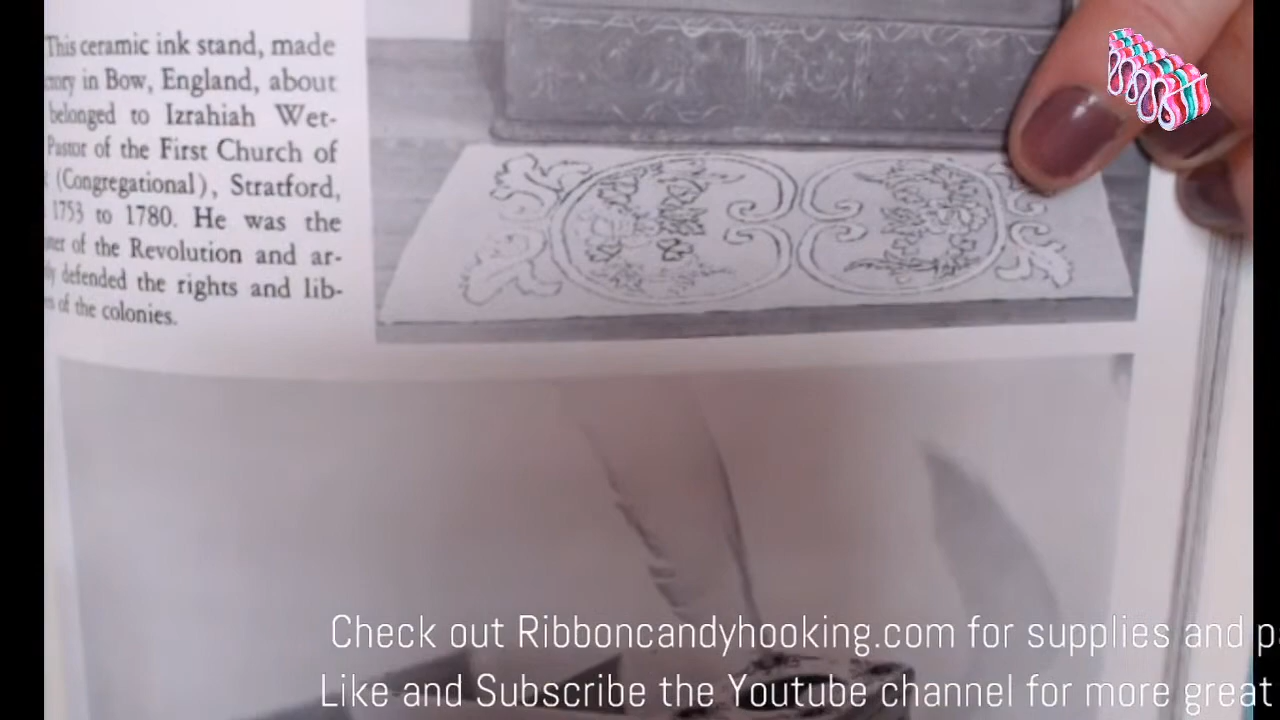 This ceramic ink stand, made
in Bow, England, about
belonged to Izrahiah Wet-
Pastor of the First Church of
(Congregational), Stratford,
1753 to 1780. He was the
of the Revolution and ar-
defended the rights and lib-
of the colonies.
Check out Ribboncandyhooking.com for supplies and p
Like and Subscribe the Youtube channel for more great